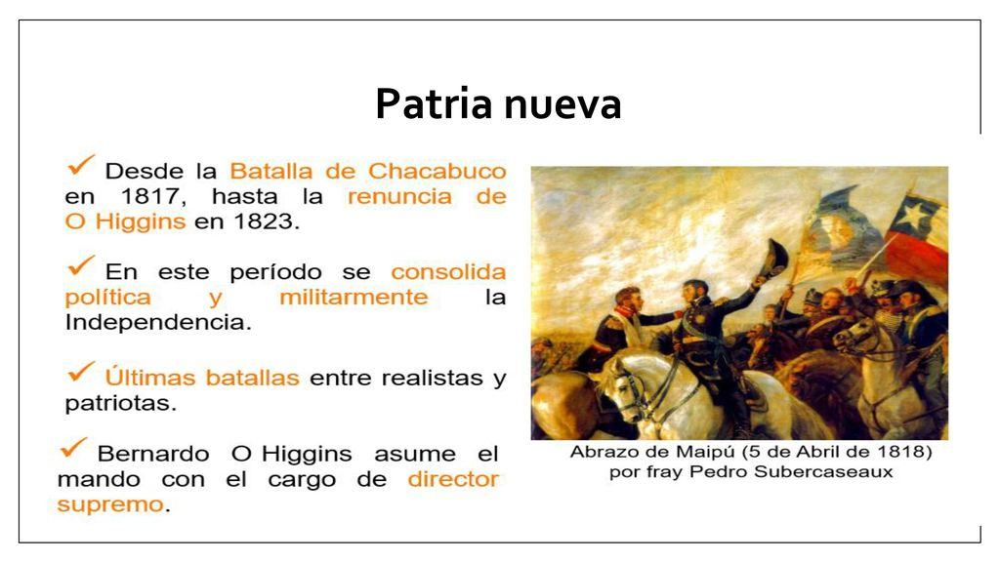 Patria nueva
✓ Desde la Batalla de Chacabuco
en 1817, hasta la renuncia de
O Higgins en 1823.
✓ En este período se consolida
política y militarmente la
Independencia.
✓ Últimas batallas entre realistas y
patriotas.
✓ Bernardo O Higgins asume el
mando con el cargo de director
supremo.
Abrazo de Maipú (5 de Abril de 1818)
por fray Pedro Subercaseaux